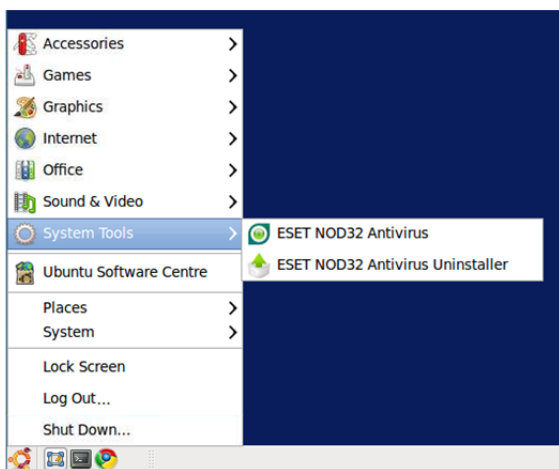 Accessories
Games
Graphics
Internet
Office
Sound & Video
System Tools
ESET NOD32 Antivirus
ESET NOD32 Antivirus Uninstaller
Ubuntu Software Centre
Places
System
Lock Screen
Log Out...
Shut Down...